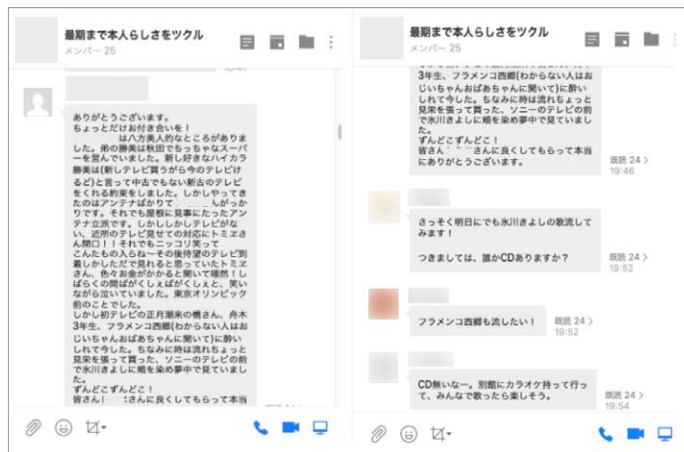 最期まで本人らしさをツクル
メンバー 25
ありがとうございます。
ちょっとだけお付き合いを！
は八方美人的なところがありま
した。弟の勝美は秋田でちっちゃなスーパ
ーを営んでいました。新し好きなハイカラ
勝美は(新しテレビ買うがら今のテレビけ
るど)と言って中古でもない新古のテレビ
をくれる約束をしました。しかしやってき
たのはアンテナばかりて んがっか
りです。それでも屋根に見事にたったアン
テナ立派です。しかししかしテレビがな
い、近所のテレビ見せての対応にトミヱさ
ん閉口！！それでもニッコリ笑って
こんたもの入らね〜その後待望のテレビ到
着しかしただで見れると思っていたトミヱさ
ん、色々お金がかかると聞いて唖然！し
ばらくの間ばがくしぇばがくしぇと、笑い
ながら泣いていました。東京オリンピック
前のことでした。
しかし初テレビの正月潮来の橋さん、舟木
3年生、フラメンコ西郷(わからない人はお
じいちゃんおばあちゃんに聞いて)に酔い
しれて今した。ちなみに時は流れちょっと
見栄を張って買った、ソニーのテレビの前
で氷川きよしに頬を染め夢中で見ていまし
た。
ずんどこずんどこ！
皆さん さんに良くしてもらって本当
最期まで本人らしさをツクル
メンバー 25
3年生、フラメンコ西郷(わからない人はお
じいちゃんおばあちゃんに聞いて)に酔い
しれて今した。ちなみに時は流れちょっと
見栄を張って買った、ソニーのテレビの前
で氷川きよしに頬を染め夢中で見ていまし
た。
ずんどこずんどこ！
皆さん さんに良くしてもらって本当
にありがとうございます。
既読 24
19:46
さっそく明日にでも氷川きよしの歌流して
みます！
つきましては、誰かCDありますか？
既読 24
19:52
フラメンコ西郷も流したい！
既読 24
19:52
CD無いなー。別館にカラオケ持って行っ
て、みんなで歌ったら楽しそう。
既読 24
19:54